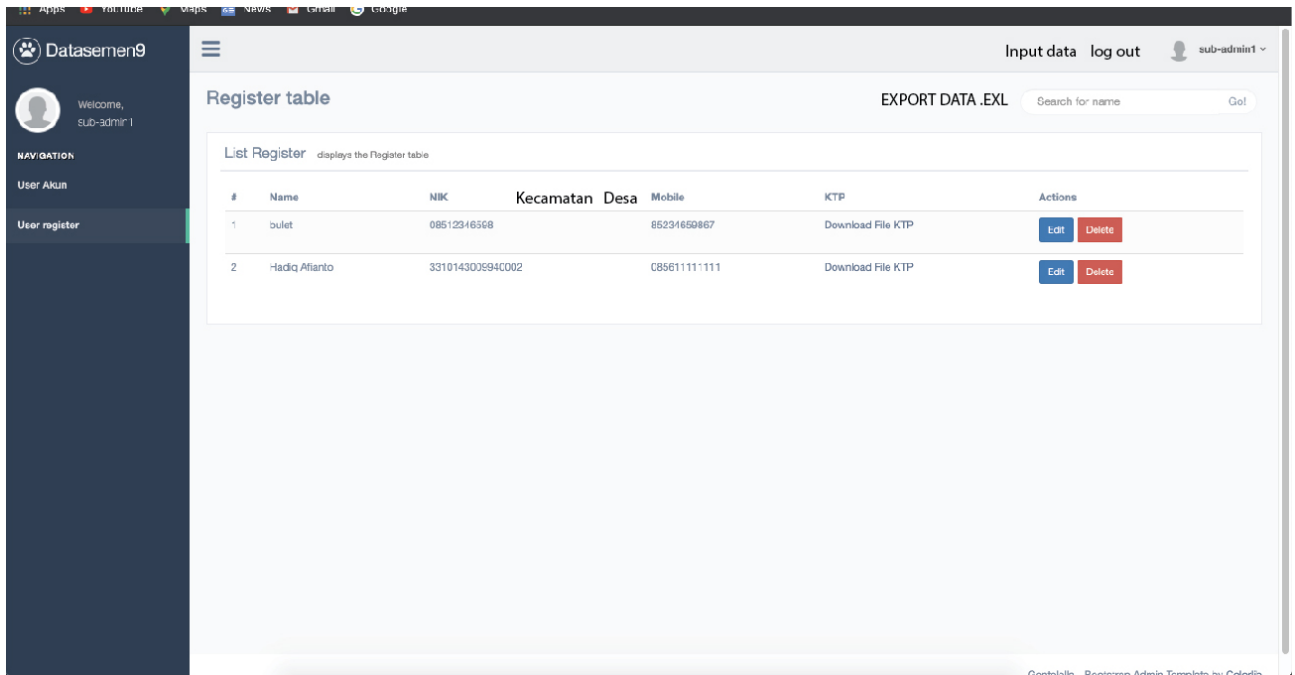 Apps YouTube Maps News Gmail Google
Datasemen9
Input data log out sub-admin1
Welcome,
sub-admin1
Register table
EXPORT DATA .EXL Search for name Go!
NAVIGATION
User Akun
User register
List Register displays the Register table
# Name NIK Kecamatan Desa Mobile KTP Actions
1 bulet 08512346598 85234659867 Download File KTP Edit Delete
2 Hadiq Afianto 3310143009940002 085611111111 Download File KTP Edit Delete
Gentelella - Bootstrap Admin Template by Colorlib